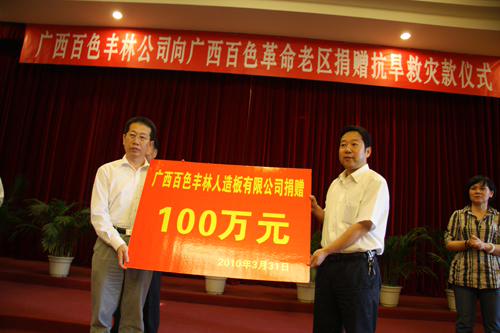 广西百色丰林公司向广西百色革命老区捐赠抗旱救灾款仪式
广西百色丰林人造板有限公司捐赠
100万元
2010年3月31日